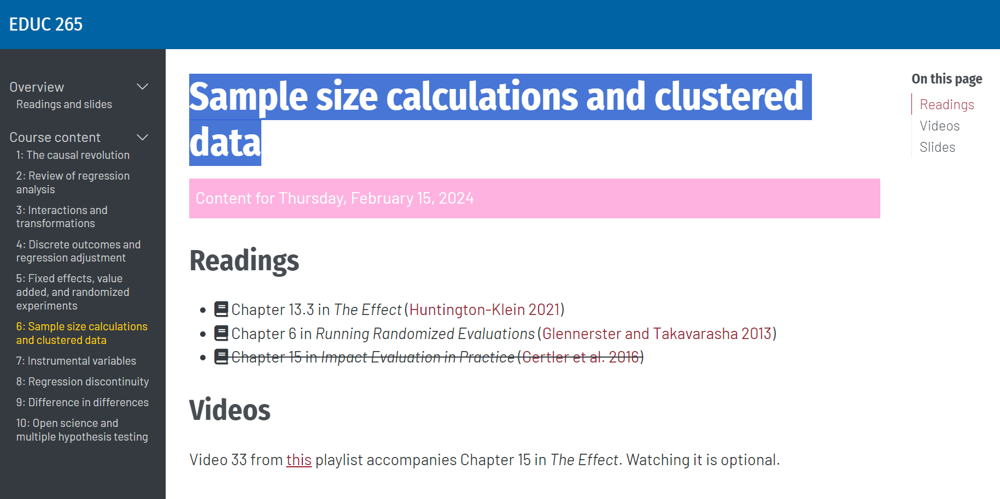 EDUC 265
Overview
Readings and slides
Course content
1: The causal revolution
2: Review of regression
analysis
3: Interactions and
transformations
4: Discrete outcomes and
regression adjustment
5: Fixed effects, value
added, and randomized
experiments
6: Sample size calculations
and clustered data
7: Instrumental variables
8: Regression discontinuity
9: Difference in differences
10: Open science and
multiple hypothesis testing
Sample size calculations and clustered
data
Content for Thursday, February 15, 2024
Readings
Chapter 13.3 in The Effect (Huntington-Klein 2021)
Chapter 6 in Running Randomized Evaluations (Glennerster and Takavarasha 2013)
Chapter 15 in Impact Evaluation in Practice (Gertler et al. 2016)
Videos
Video 33 from this playlist accompanies Chapter 15 in The Effect. Watching it is optional.
On this page
Readings
Videos
Slides